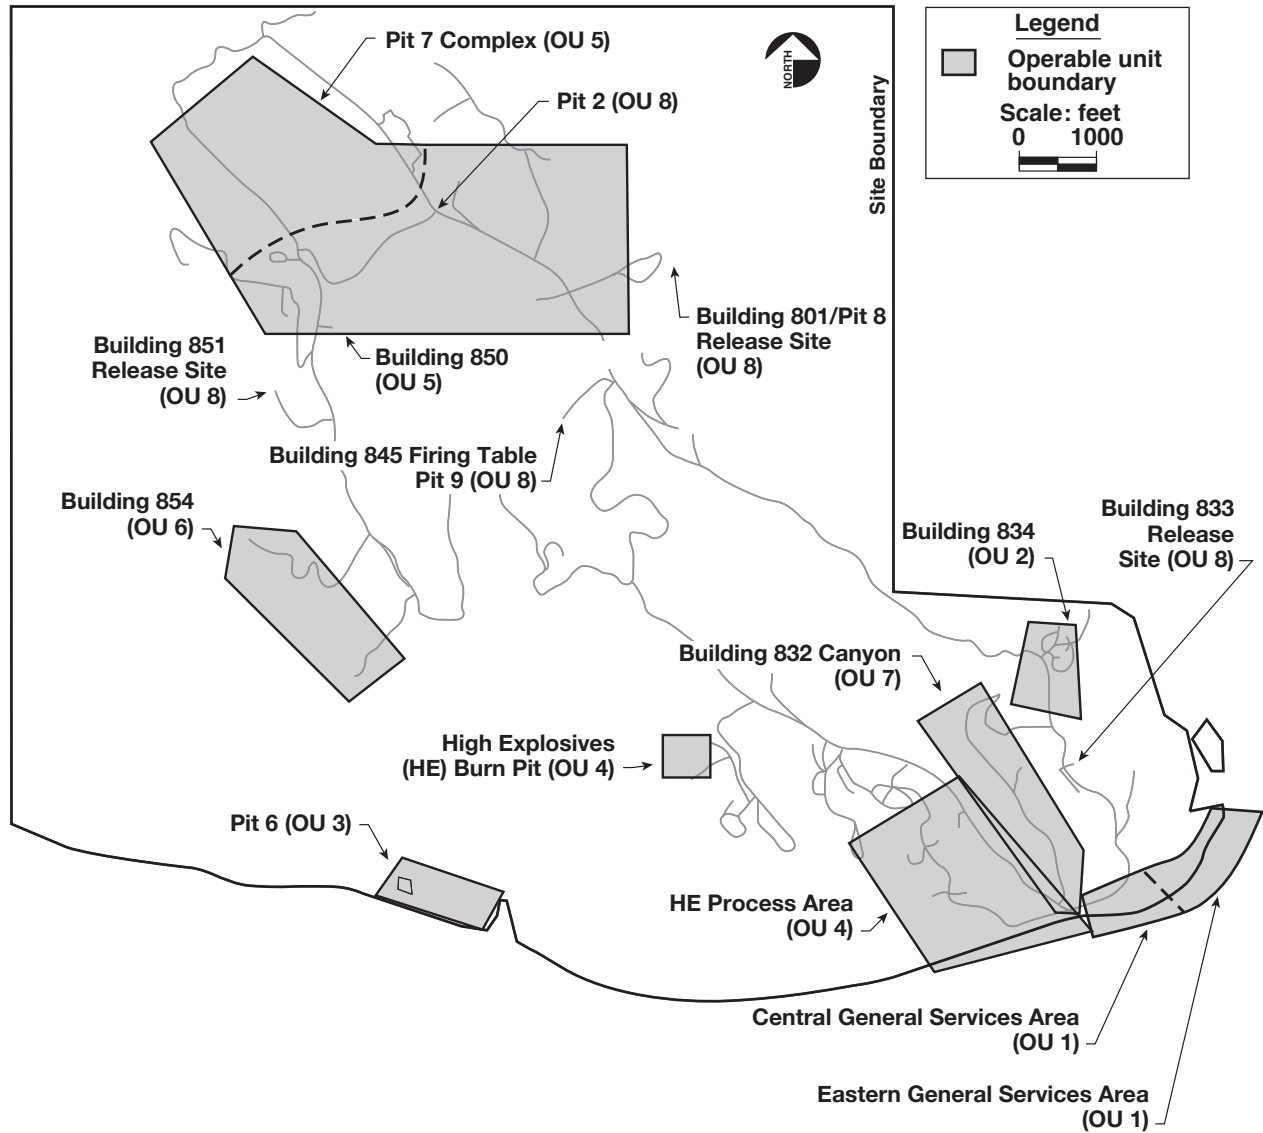 Pit 7 Complex (OU 5)
Pit 2 (OU 8)
NORTH
Site Boundary
Legend
Operable unit
boundary
Scale: feet
0 1000
Building 801/Pit 8
Release Site
(OU 8)
Building 851
Release Site
(OU 8)
Building 850
(OU 5)
Building 845 Firing Table
Pit 9 (OU 8)
Building 854
(OU 6)
Building 834
(OU 2)
Building 833
Release
Site (OU 8)
Building 832 Canyon
(OU 7)
High Explosives
(HE) Burn Pit (OU 4)
Pit 6 (OU 3)
HE Process Area
(OU 4)
Central General Services Area
(OU 1)
Eastern General Services Area
(OU 1)